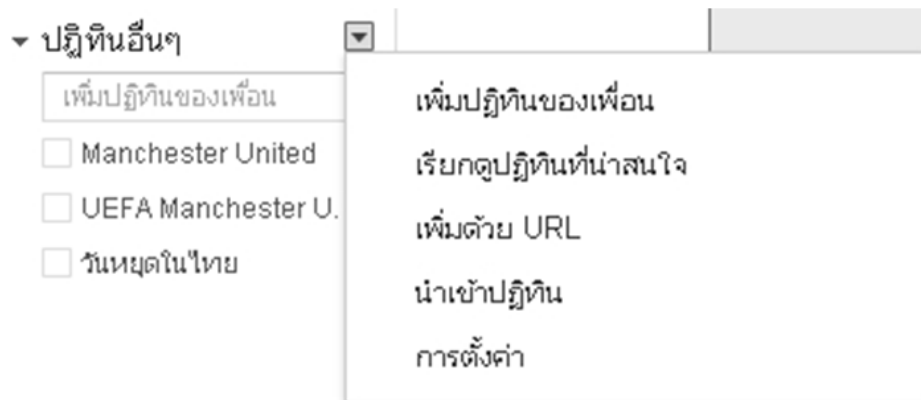 ปฏิทินอื่นๆ
เพิ่มปฏิทินของเพื่อน
Manchester United
UEFA Manchester U.
วันหยุดในไทย
เพิ่มปฏิทินของเพื่อน
เรียกดูปฏิทินที่น่าสนใจ
เพิ่มด้วย URL
นำเข้าปฏิทิน
การตั้งค่า